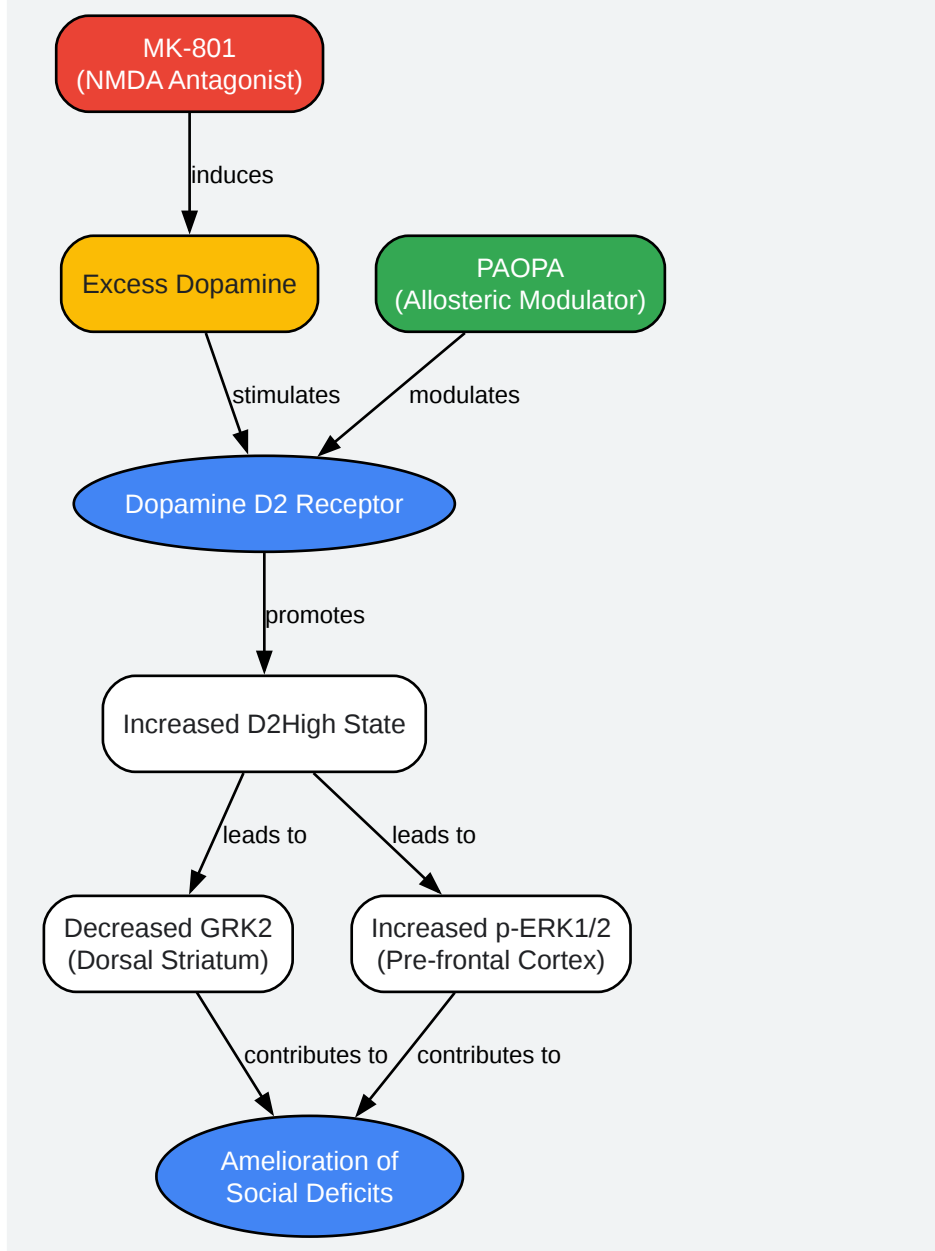 MK-801
(NMDA Antagonist)
induces
Excess Dopamine
PAOPA
(Allosteric Modulator)
stimulates
modulates
Dopamine D2 Receptor
promotes
Increased D2High State
leads to
leads to
Decreased GRK2
(Dorsal Striatum)
Increased p-ERK1/2
(Pre-frontal Cortex)
contributes to
contributes to
Amelioration of
Social Deficits